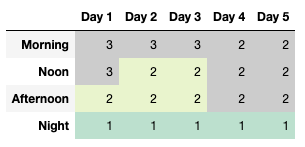 Day 1 Day 2 Day 3 Day 4 Day 5
Morning 3 3 3 2 2
Noon 3 2 2 2 2
Afternoon 2 2 2 2 2
Night 1 1 1 1 1